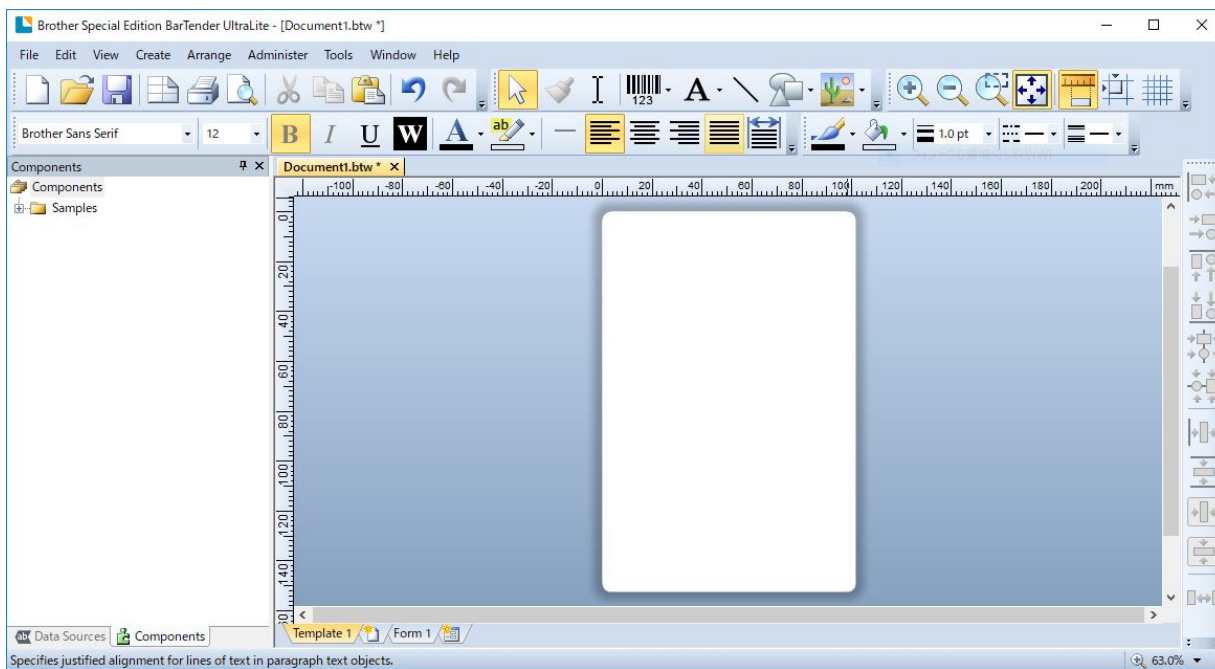 Brother Special Edition BarTender UltraLite - [Document1.btw *]
File Edit View Create Arrange Administer Tools Window Help
123 A
Brother Sans Serif 12 B I U W A ab 1.0 pt
Components
Document1.btw *
Components
Samples
-100 -80 -60 -40 -20 0 20 40 60 80 100 120 140 160 180 200 mm
0
20
40
60
80
100
120
140
Data Sources Components
Template 1 Form 1
Specifies justified alignment for lines of text in paragraph text objects.
63.0%